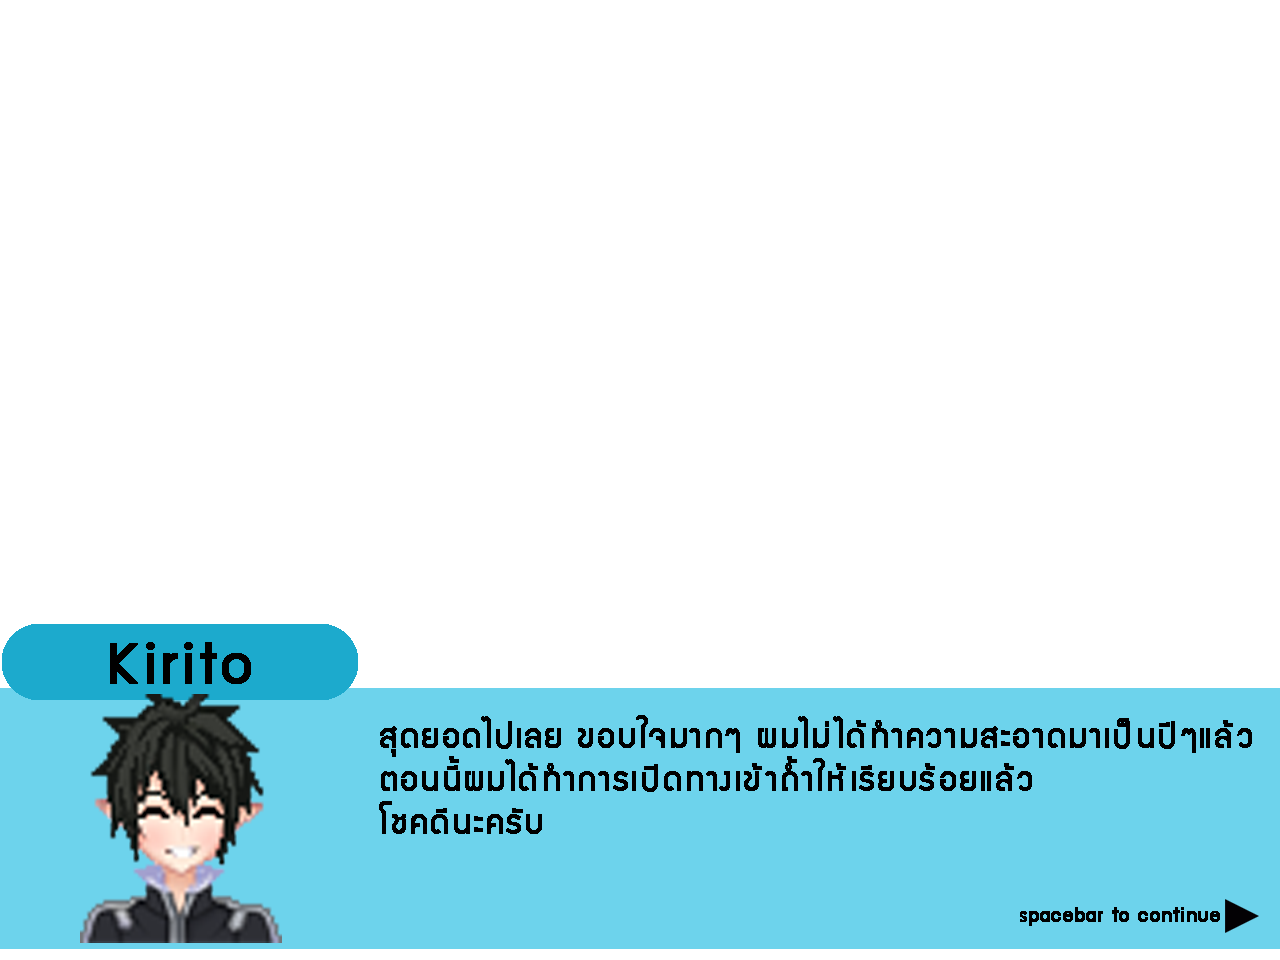 Kirito
สุดยอดไปเลย ขอบใจมากๆ ผมไม่ได้ทำความสะอาดมาเป็นปีๆแล้ว
ตอนนี้ผมได้ทำการเปิดทางเข้าถ้ำให้เรียบร้อยแล้ว
โชคดีนะครับ
spacebar to continue